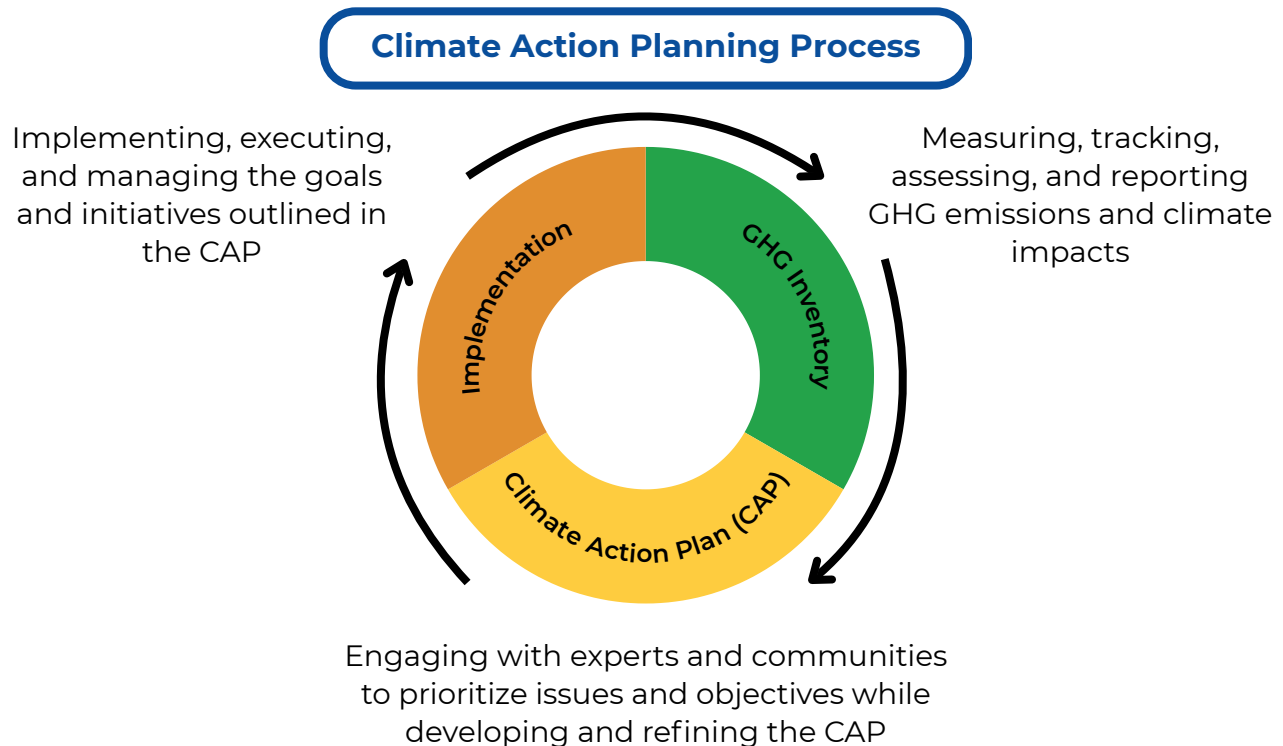 Climate Action Planning Process
Implementing, executing,
and managing the goals
and initiatives outlined in
the CAP
Measuring, tracking,
assessing, and reporting
GHG emissions and climate
impacts
Implementation
GHG Inventory
Climate Action Plan (CAP)
Engaging with experts and communities
to prioritize issues and objectives while
developing and refining the CAP